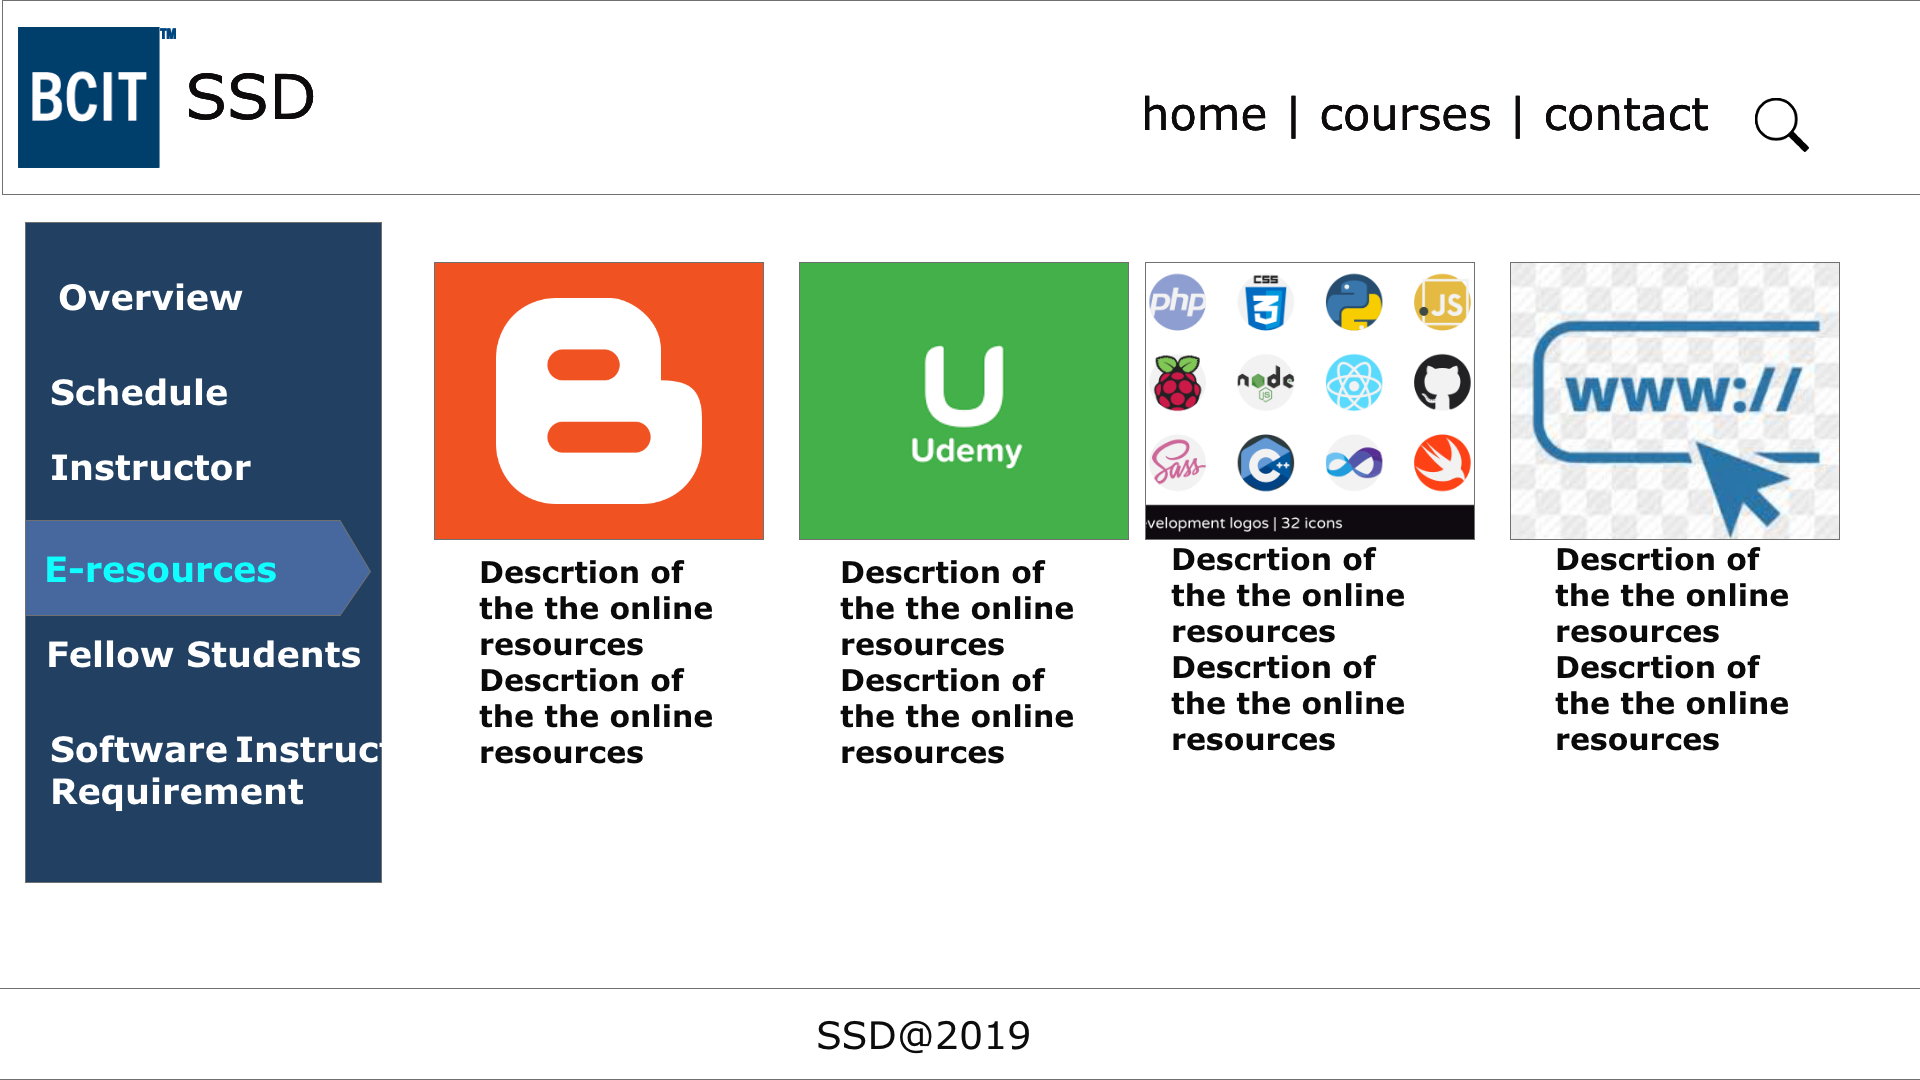 BCIT TM
SSD
home | courses | contact
Overview
Schedule
Instructor
E-resources
Fellow Students
Software Instruc
Requirement
Udemy
php
CSS
3
JS
node
JS
Sass
C++
velopment logos | 32 icons
www://
Descrtion of
the the online
resources
Descrtion of
the the online
resources
Descrtion of
the the online
resources
Descrtion of
the the online
resources
Descrtion of
the the online
resources
Descrtion of
the the online
resources
Descrtion of
the the online
resources
Descrtion of
the the online
resources
SSD@2019